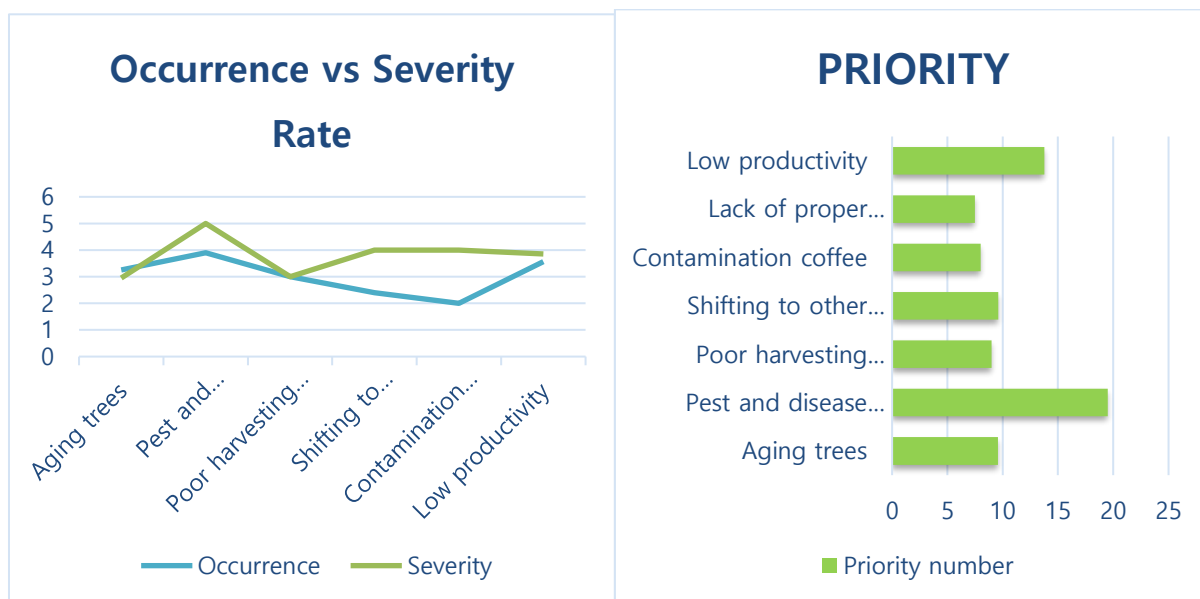 Occurrence vs Severity
Rate
6
5
4
3
2
1
0
Aging trees
Pest and...
Poor harvesting...
Shifting to...
Contamination...
Low productivity
Occurrence
Severity
PRIORITY
Low productivity
Lack of proper...
Contamination coffee
Shifting to other...
Poor harvesting...
Pest and disease...
Aging trees
0 5 10 15 20 25
Priority number